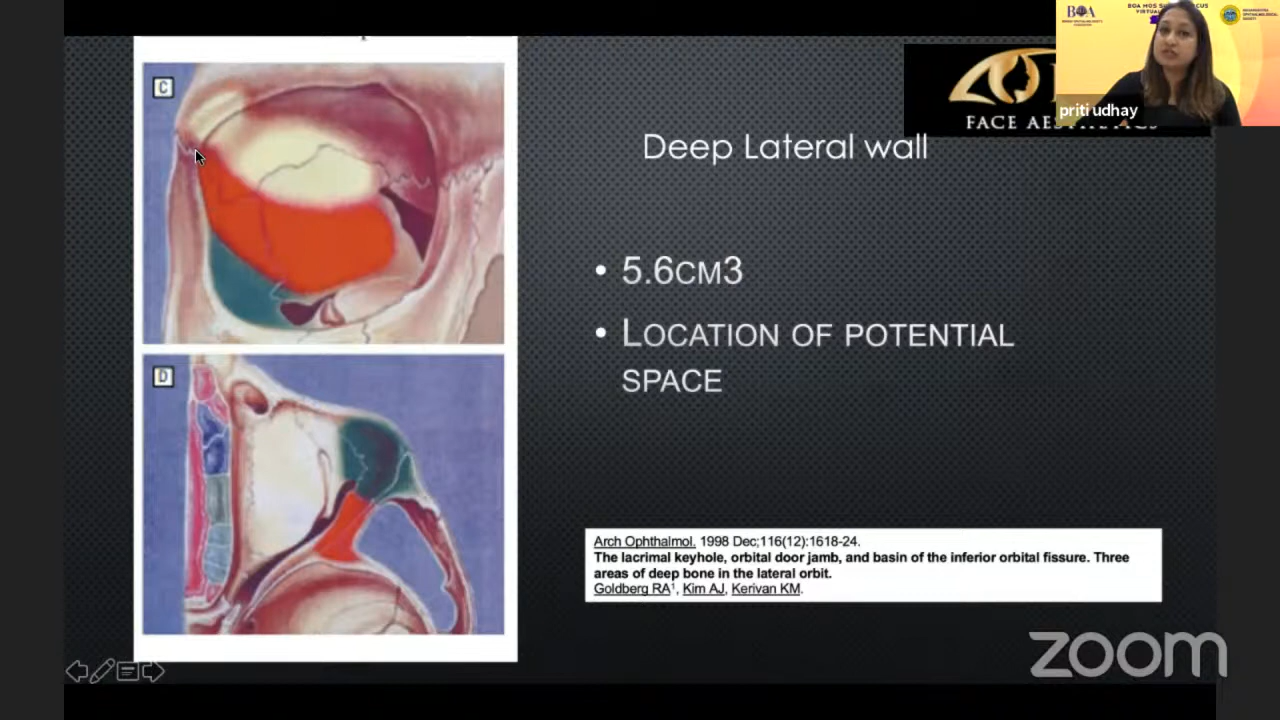 BOA
priti udhay
FACE AESTHETICS
C
Deep Lateral wall
• 5.6CM3
• LOCATION OF POTENTIAL
SPACE
D
Arch Ophthalmol. 1998 Dec;116(12):1618-24.
The lacrimal keyhole, orbital door jamb, and basin of the inferior orbital fissure. Three
areas of deep bone in the lateral orbit.
Goldberg RA1, Kim AJ, Kerivan KM.
zoom